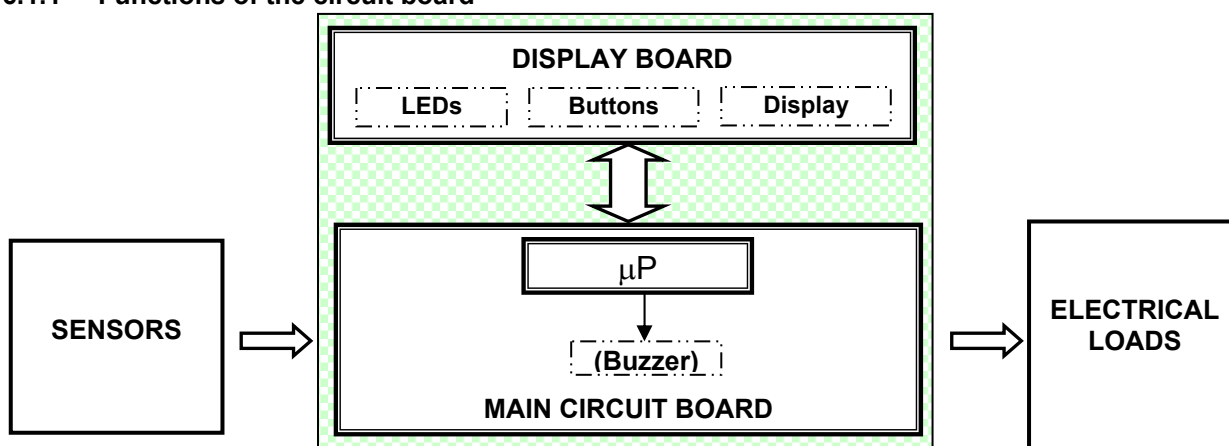 Functions of the circuit board
DISPLAY BOARD
LEDs Buttons Display
μP
SENSORS
(Buzzer)
MAIN CIRCUIT BOARD
ELECTRICAL
LOADS